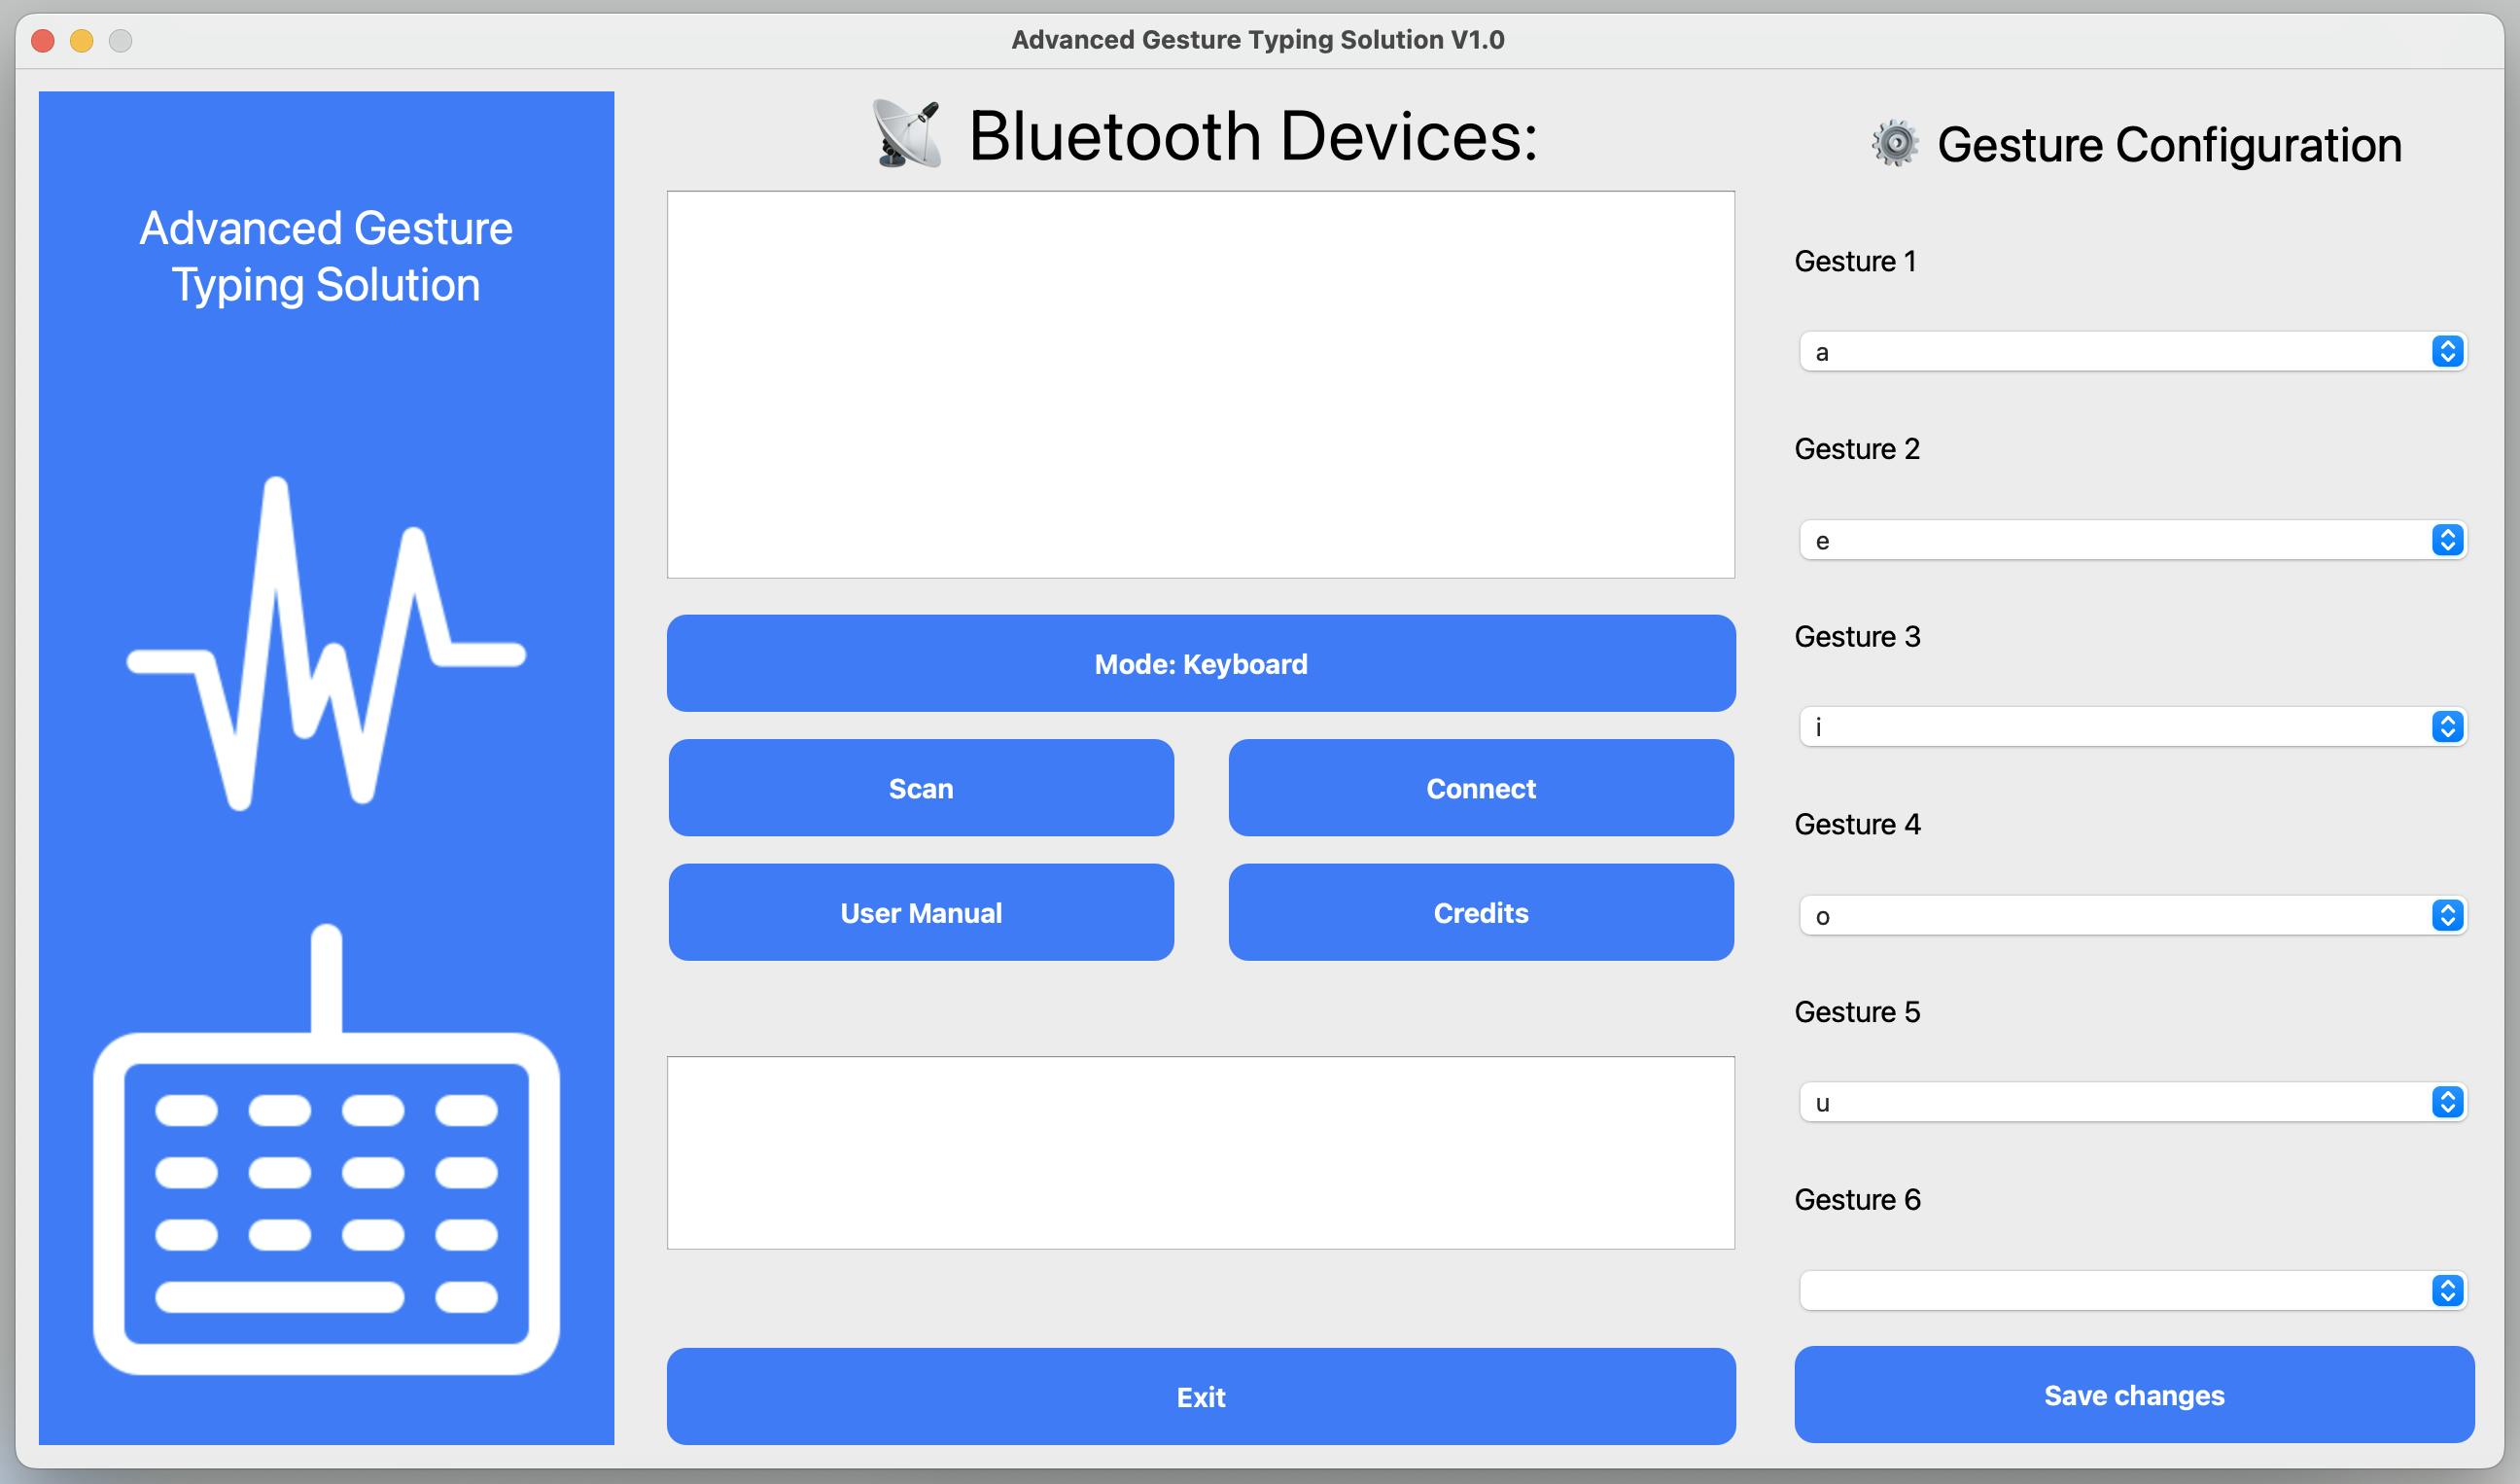 Advanced Gesture Typing Solution V1.0
Advanced Gesture
Typing Solution
Bluetooth Devices:
Mode: Keyboard
Scan
Connect
User Manual
Credits
Exit
Gesture Configuration
Gesture 1
a
Gesture 2
e
Gesture 3
i
Gesture 4
o
Gesture 5
u
Gesture 6
Save changes